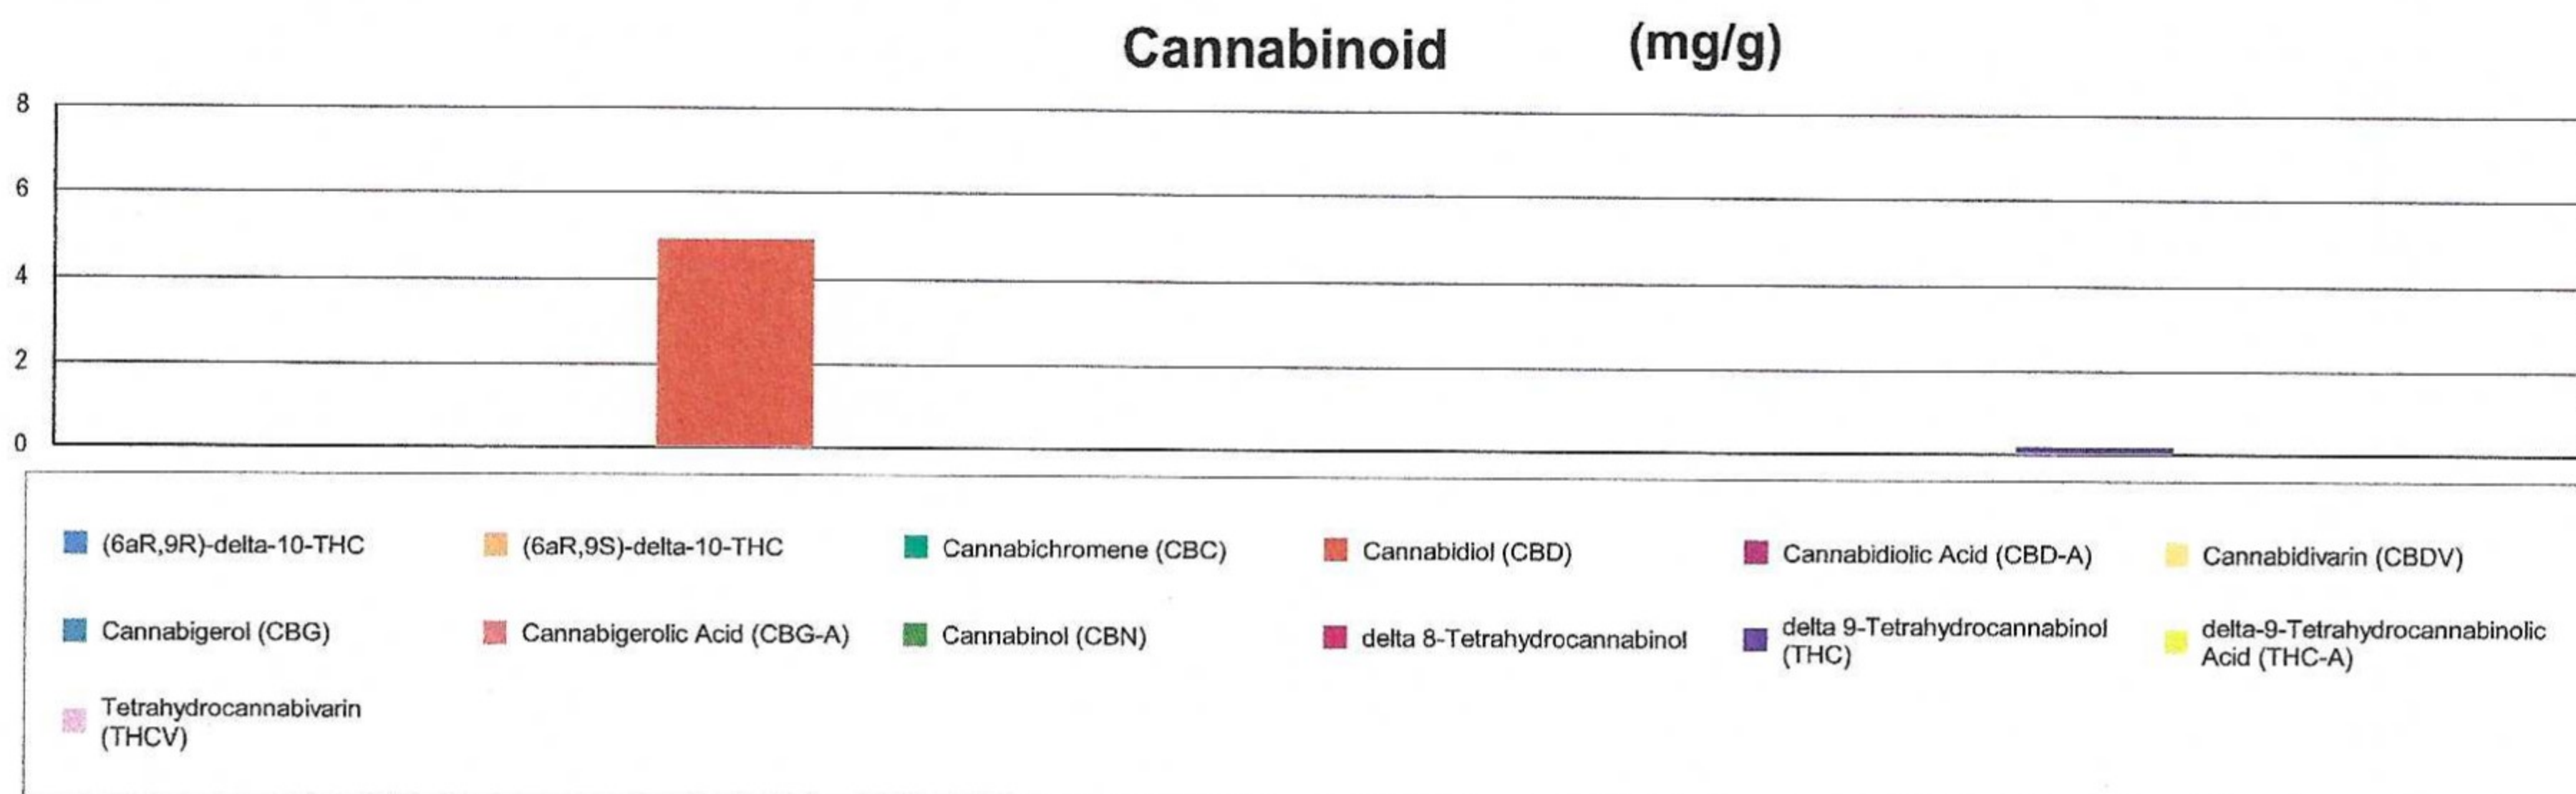 Cannabinoid (mg/g)
8
6
4
2
0
(6aR,9R)-delta-10-THC (6aR,9S)-delta-10-THC Cannabichromene (CBC) Cannabidiol (CBD) Cannabidiolic Acid (CBD-A) Cannabidivarin (CBDV)
Cannabigerol (CBG) Cannabigerolic Acid (CBG-A) Cannabinol (CBN) delta 8-Tetrahydrocannabinol delta 9-Tetrahydrocannabinol
(THC) delta-9-Tetrahydrocannabinolic
Acid (THC-A)
Tetrahydrocannabivarin
(THCV)